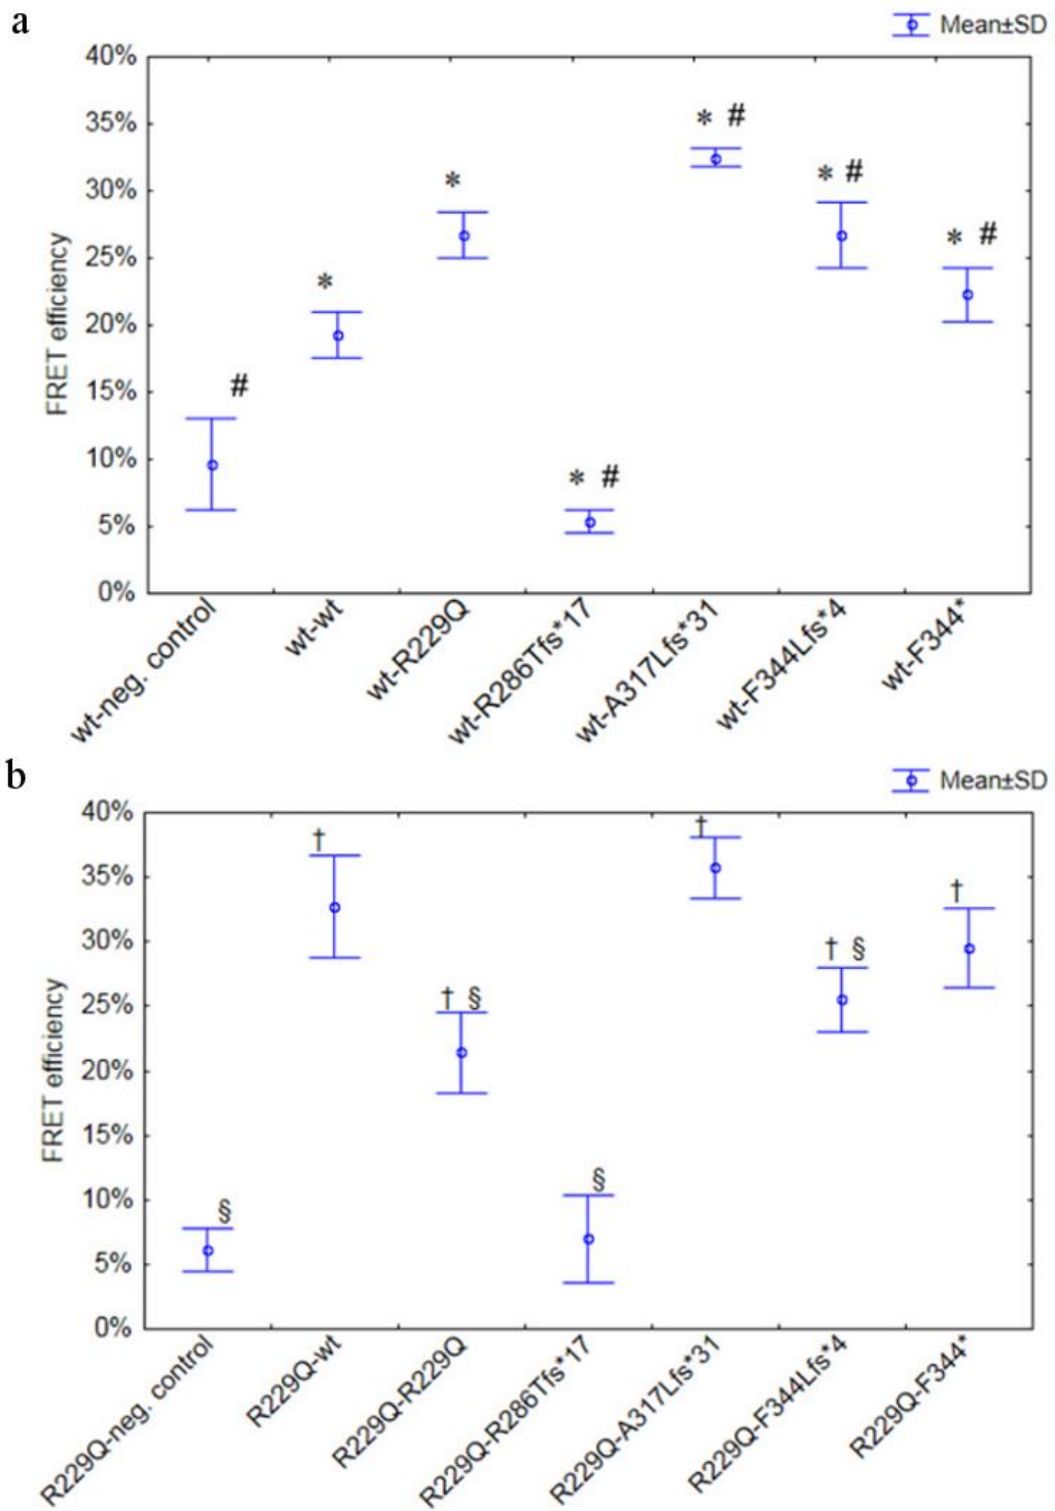 a
Mean±SD
40%
35%
30%
25%
20%
15%
10%
5%
0%
FRET efficiency
#
*
*
* #
* #
* #
* #
wt-neg. control
wt-wt
wt-R229Q
wt-R286Tfs*17
wt-A317Lfs*31
wt-F344Lfs*4
wt-F344*
b
Mean±SD
40%
35%
30%
25%
20%
15%
10%
5%
0%
FRET efficiency
§
†
† §
§
†
† §
†
R229Q-neg. control
R229Q-wt
R229Q-R229Q
R229Q-R286Tfs*17
R229Q-A317Lfs*31
R229Q-F344Lfs*4
R229Q-F344*